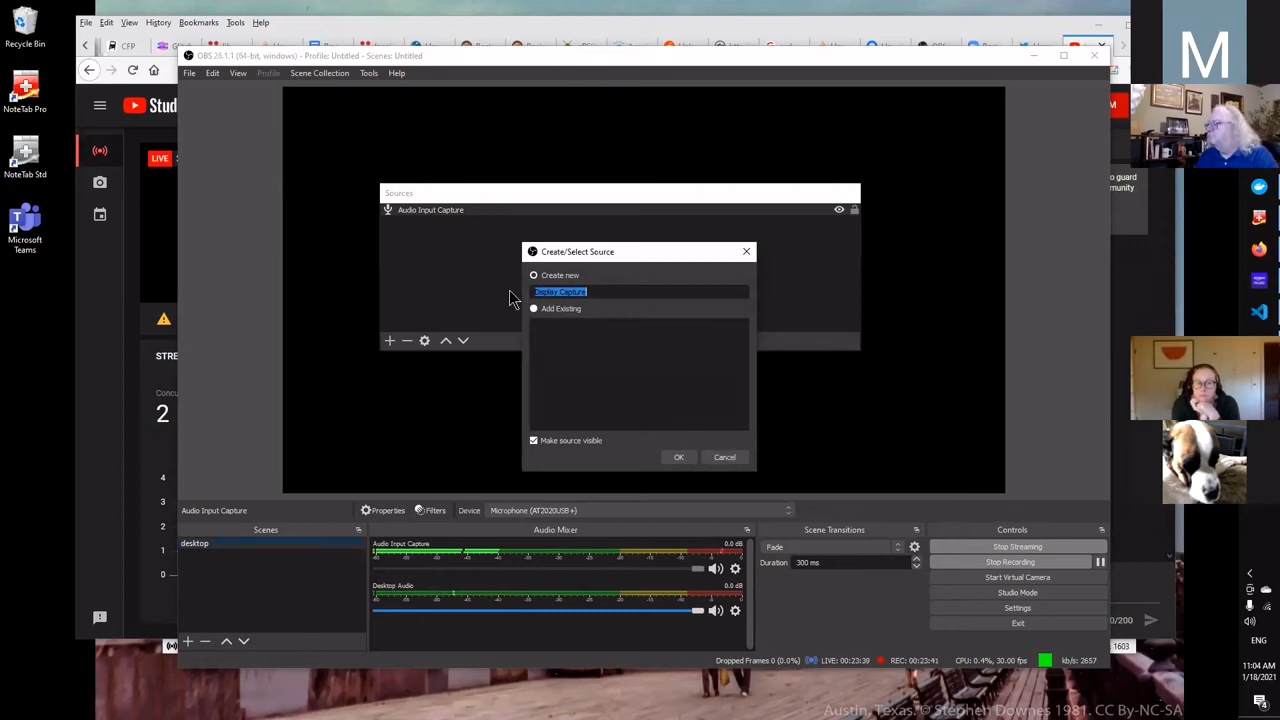 Recycle Bin
NoteTab Pro
NoteTab Std
Microsoft
Teams
File Edit View History Bookmarks Tools Help
CFP
OBS 26.1.1 (64-bit, windows) - Profile: Untitled - Scenes: Untitled
File Edit View Profile Scene Collection Tools Help
Stud
LIVE
STRE
Concu
2
4
3
2
1
0
Sources
Audio Input Capture
Create/Select Source
Create new
Display Capture
Add Existing
Make source visible
OK Cancel
Audio Input Capture
Properties Filters Device Microphone (AT2020USB+)
Scenes
desktop
Audio Mixer
Audio Input Capture 0.0 dB
Desktop Audio 0.0 dB
Scene Transitions
Fade
Duration 300 ms
Controls
Stop Streaming
Stop Recording
Start Virtual Camera
Studio Mode
Settings
Exit
Dropped Frames 0 (0.0%) LIVE: 00:23:39 REC: 00:23:41 CPU: 0.4%, 30.00 fps kb/s: 2657
M
M
o guard
munity
0/200
1603
ENG
11:04 AM
1/18/2021
Austin, Texas. © Stephen Downes 1981. CC By-NC-SA